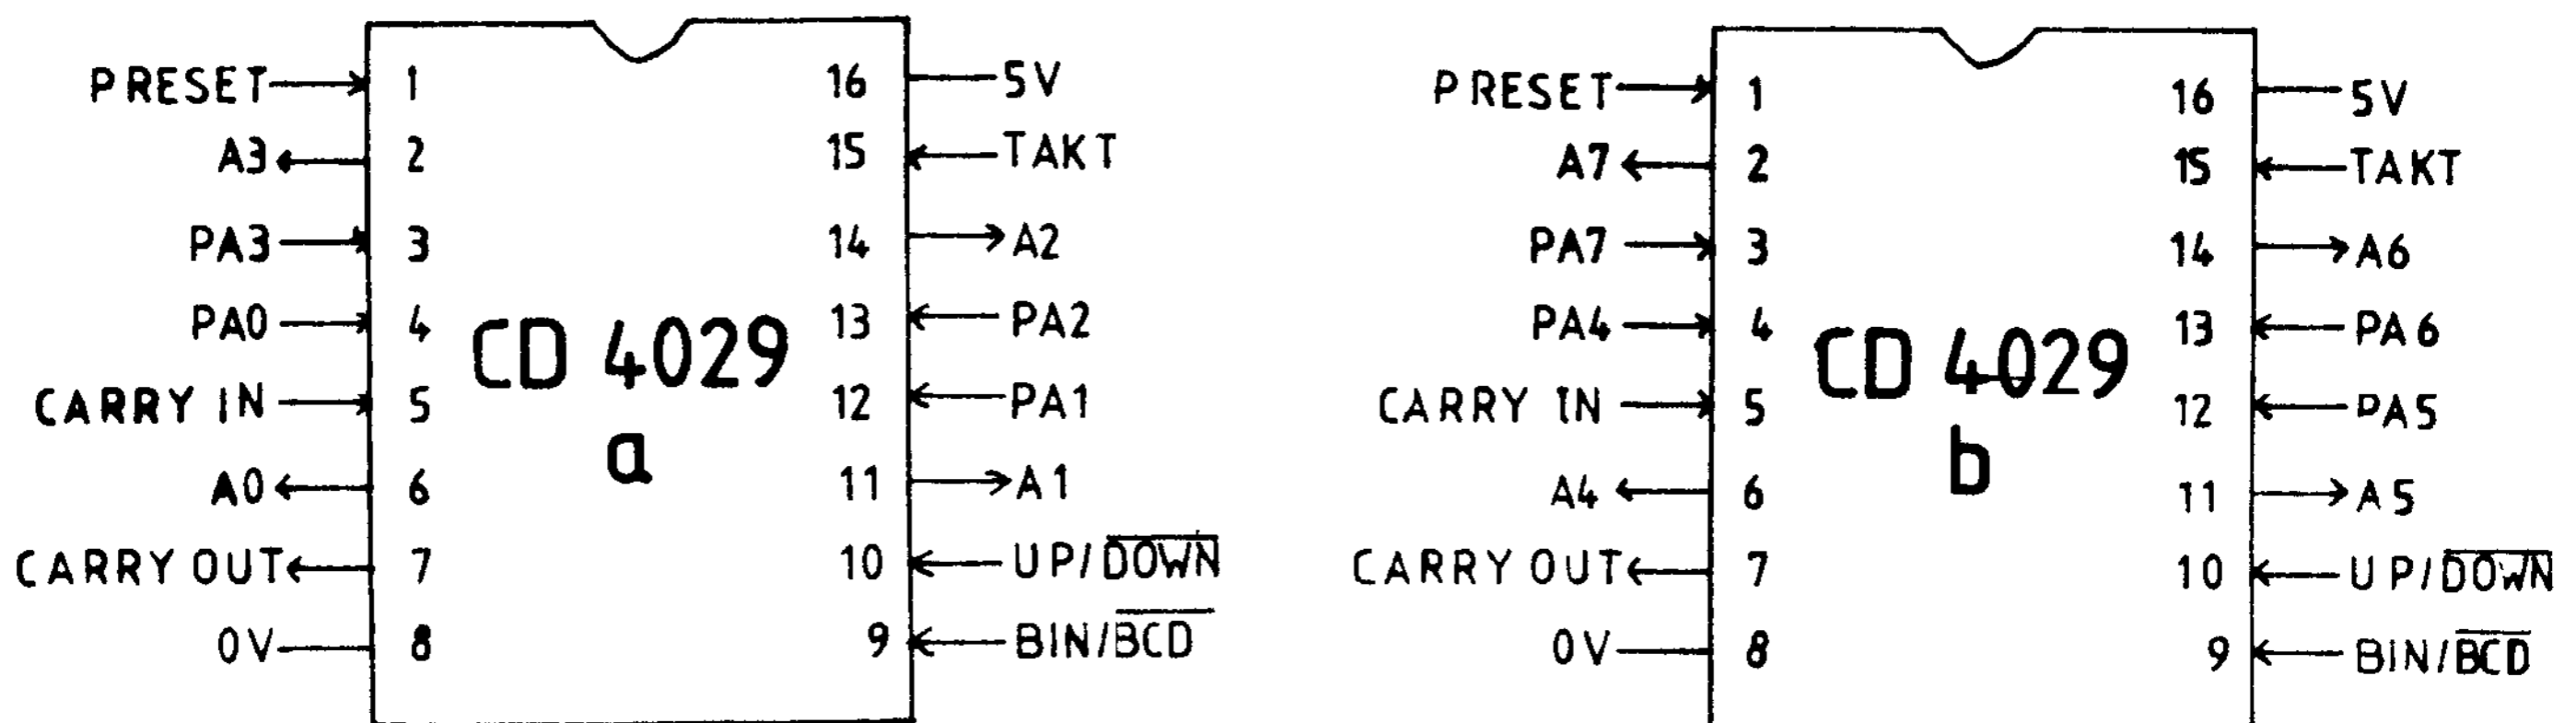 PRESET 1 16 5V
A3 2 15 TAKT
PA3 3 14 A2
PA0 4 13 PA2
CARRY IN 5 12 PA1
A0 6 11 A1
CARRY OUT 7 10 UP/DOWN
0V 8 9 BIN/BCD
CD 4029
a
PRESET 1 16 5V
A7 2 15 TAKT
PA7 3 14 A6
PA4 4 13 PA6
CARRY IN 5 12 PA5
A4 6 11 A5
CARRY OUT 7 10 UP/DOWN
0V 8 9 BIN/BCD
CD 4029
b